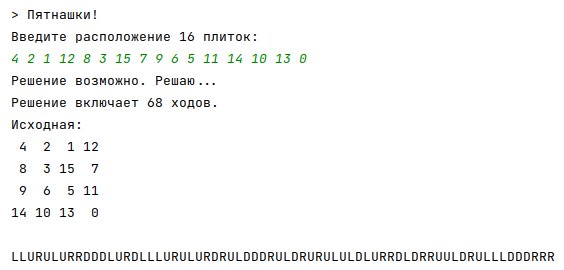 > Пятнашки!
Введите расположение 16 плиток:
4 2 1 12 8 3 15 7 9 6 5 11 14 10 13 0
Решение возможно. Решаю...
Решение включает 68 ходов.
Исходная:
4 2 1 12
8 3 15 7
9 6 5 11
14 10 13 0
LLURULURRDDDLURDLLLURULURDRULDDDRULDRURULULDLURRDLDRRUULDRULLLDDDRRR